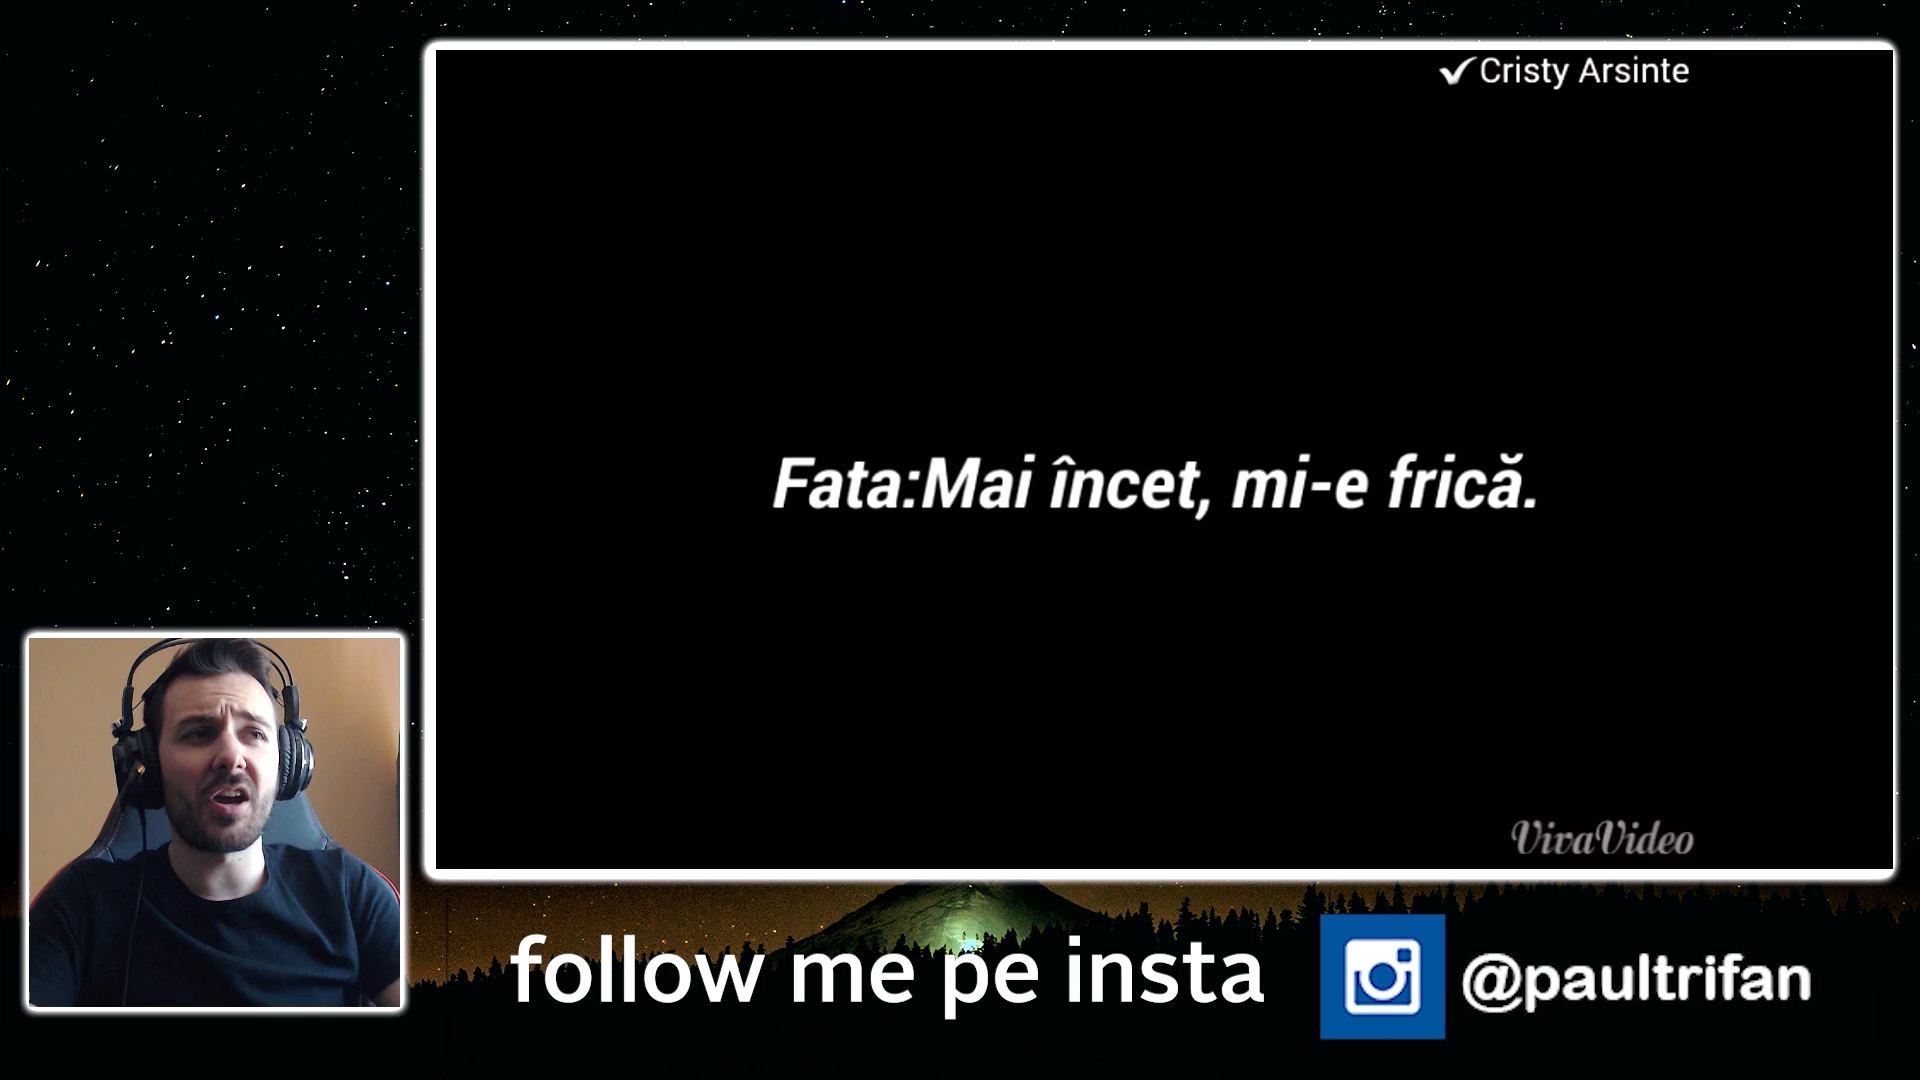 Cristy Arsinte
Fata:Mai încet, mi-e frică.
VivaVideo
follow me pe insta
@paultrifan